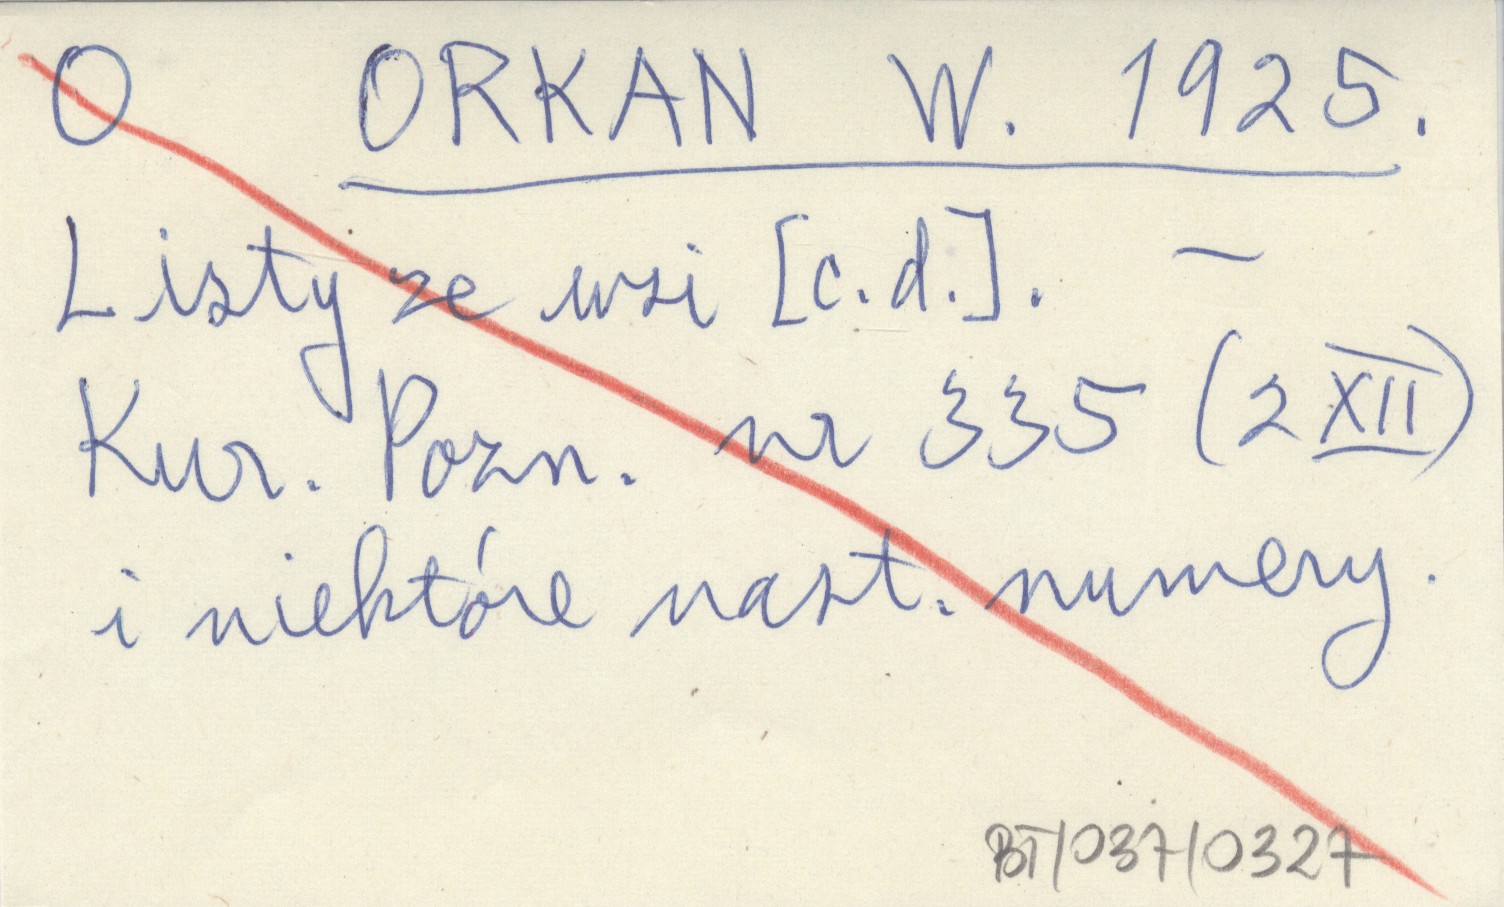 O ORKAN W. 1925.
Listy ze wsi [c.d.]. –
Kur. Pozn. nr 335 (2 XII)
i niektóre nast. numery.
BT/037/0327